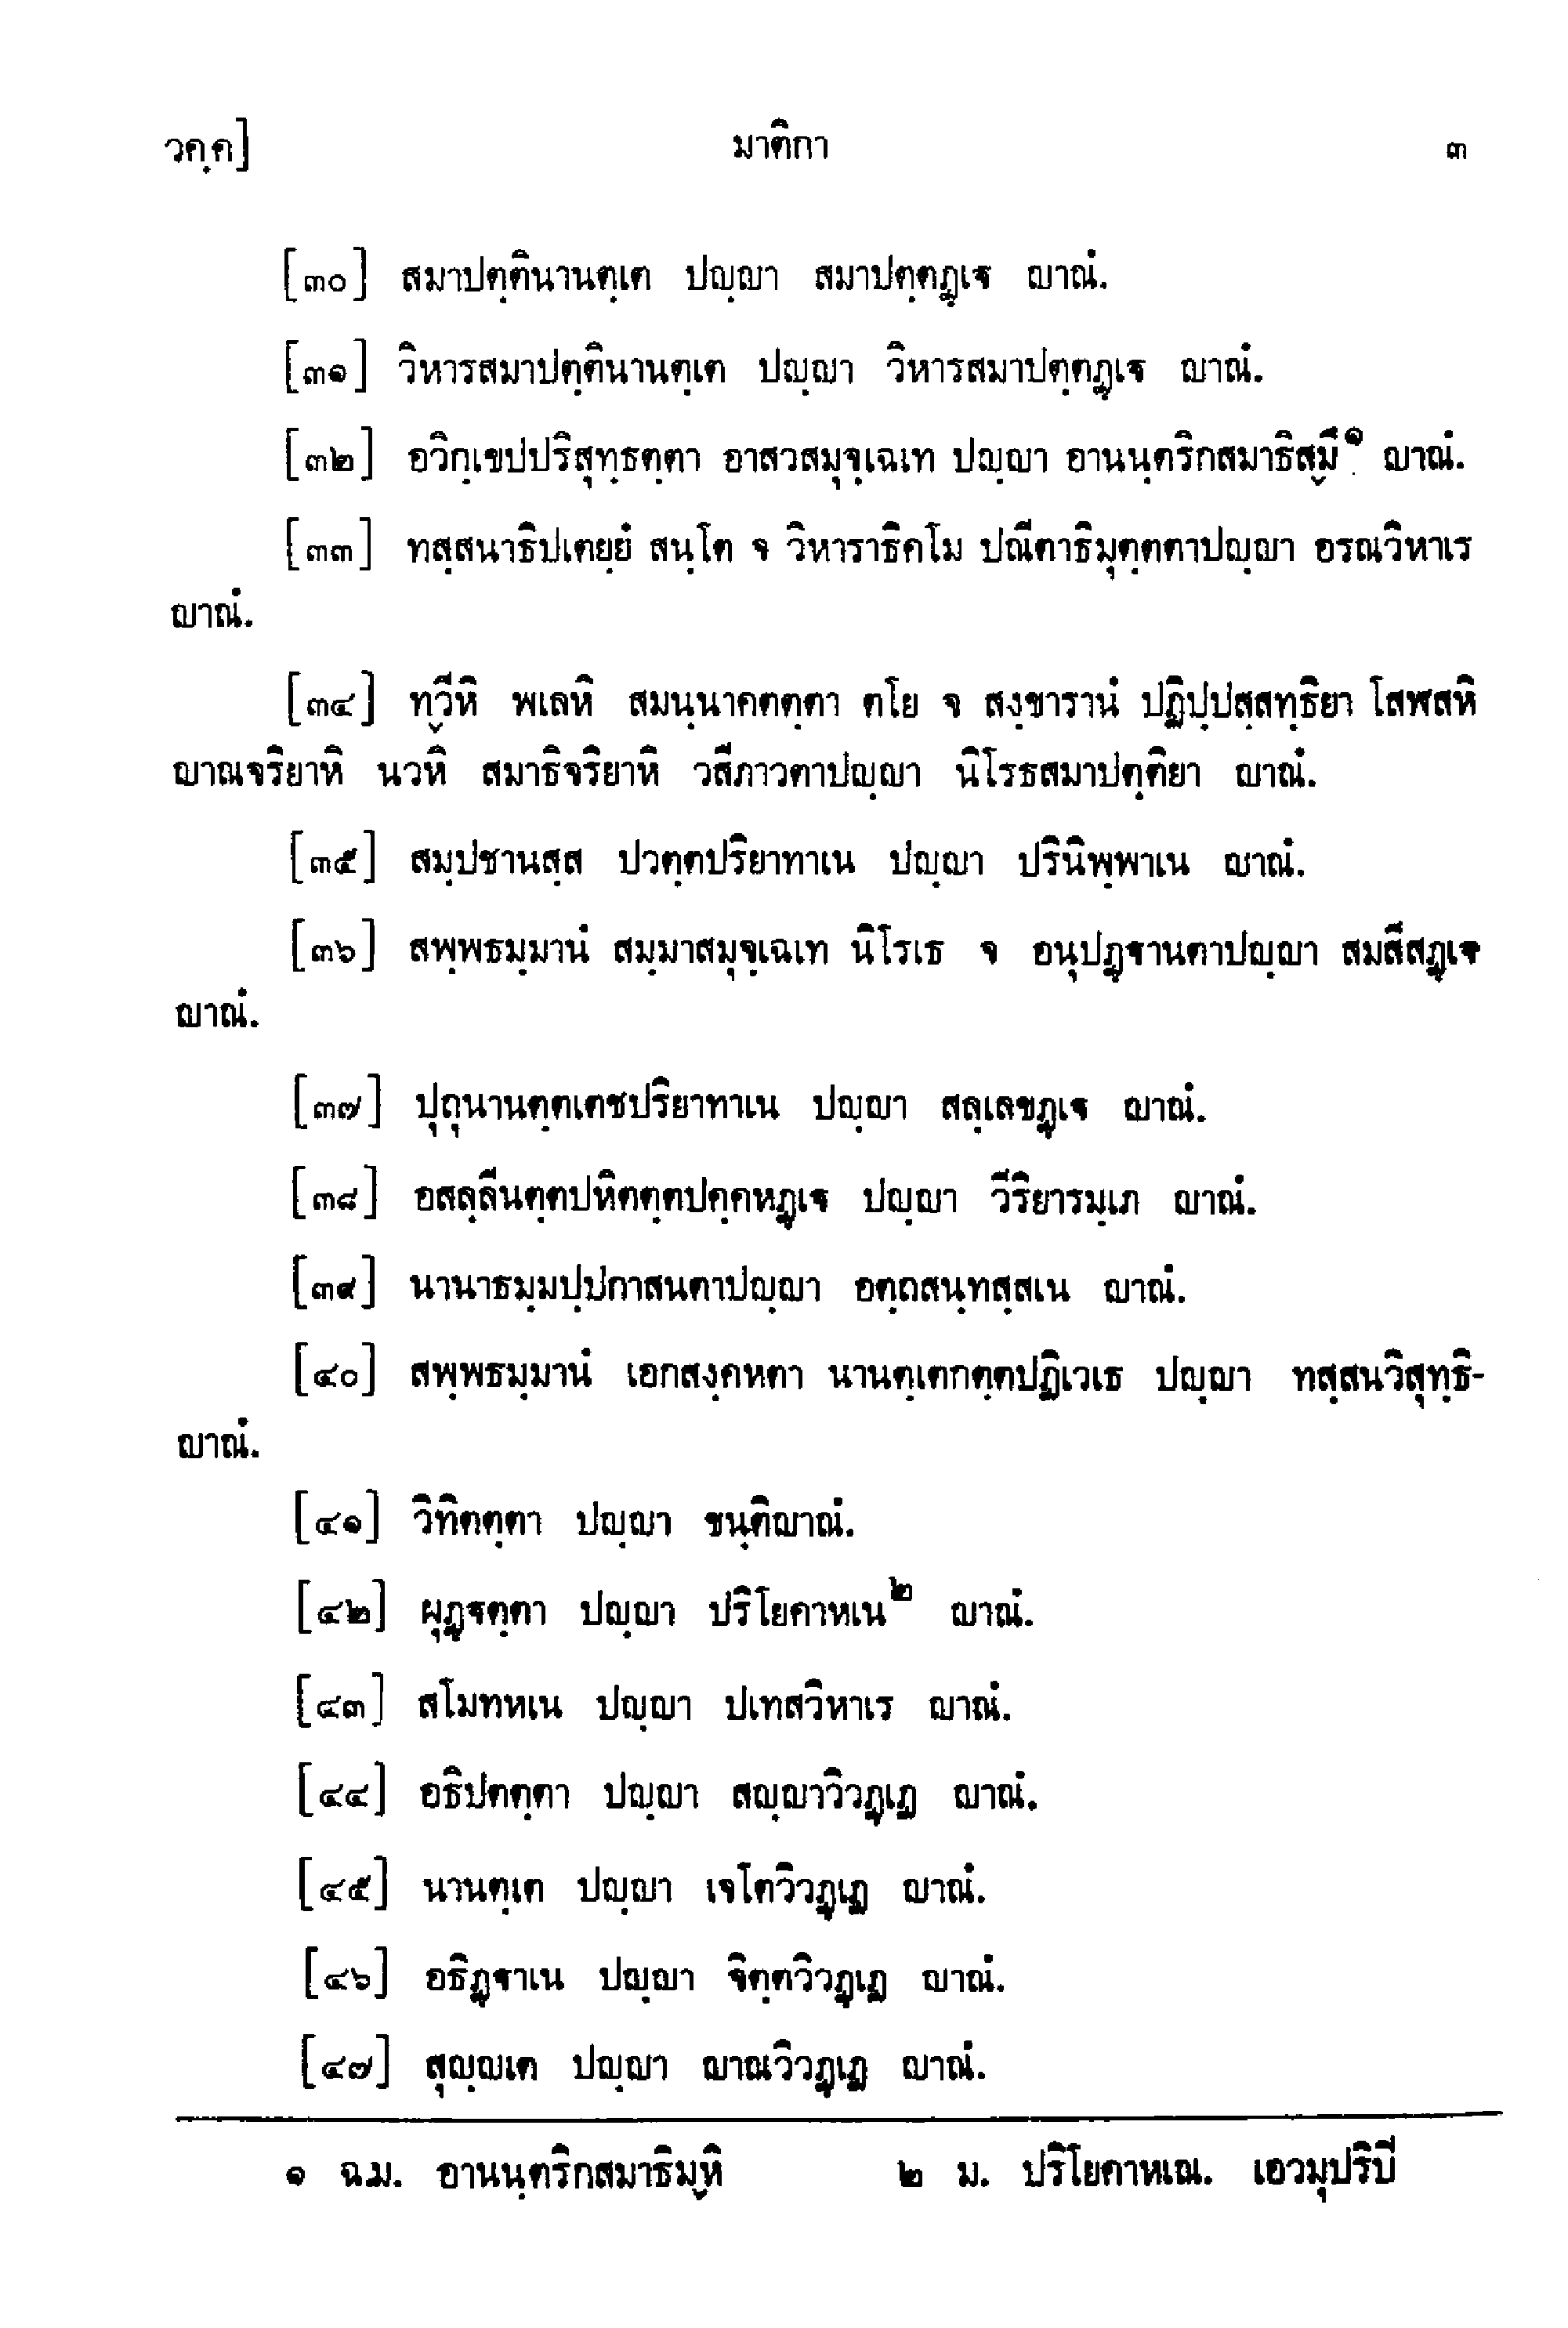 วคฺค]	มาติกา	๓
[๓๐] สมาปตฺตินานตฺเต ปญฺญา สมาปตฺตฏฺเฐ ญาณํ.
[๓๑] วิหารสมาปตฺตินานตฺเต ปญฺญา วิหารสมาปตฺตฏฺเฐ ญาณํ.
[๓๒] อวิกฺเขปปริสุทฺธตฺตา อาสวสมุจฺเฉเท ปญฺญา อานนฺตริกสมาธิสฺมึ๑ ญาณํ.
[๓๓] ทสฺสนาธิปเตยฺยํ สนฺโต จ วิหาราธิคโม ปณีตาธิมุตฺตตาปญฺญา อรณวิหาเร
ญาณํ.
[๓๔] ทฺวีหิ พเลหิ สมนฺนาคตตฺตา ตโย จ สงฺขารานํ ปฏิปฺปสฺสทฺธิยา โสฬสหิ
ญาณจริยาหิ นวหิ สมาธิจริยาหิ วสีภาวตาปญฺญา นิโรธสมาปตฺติยา ญาณํ.
[๓๕] สมฺปชานสฺส ปวตฺตปริยาทาเน ปญฺญา ปรินิพฺพาเน ญาณํ.
[๓๖] สพฺพธมฺมานํ สมฺมาสมุจฺเฉเท นิโรเธ จ อนุปฏฺฐานตาปญฺญา สมสีสฏฺเฐ
ญาณํ.
[๓๗] ปุถุนานตฺตเตชปริยาทาเน ปญฺญา สลฺเลขฏฺเฐ ญาณํ.
[๓๘] อสลฺลีนตฺตปหิตตฺตปคฺคหฏฺเฐ ปญฺญา วีริยารมฺเภ ญาณํ.
[๓๙] นานาธมฺมปฺปกาสนตาปญฺญา อตฺถสนฺทสฺสเน ญาณํ.
[๔๐] สพฺพธมฺมานํ เอกสงฺคหตา นานตฺเตกตฺตปฏิเวเธ ปญฺญา ทสฺสนวิสุทฺธิ-
ญาณํ.
[๔๑] วิทิตตฺตา ปญฺญา ขนฺติญาณํ.
[๔๒] ผุฏฺฐตฺตา ปญฺญา ปริโยคาหเน๒ ญาณํ.
[๔๓] สโมทหเน ปญฺญา ปเทสวิหาเร ญาณํ.
[๔๔] อธิปตตฺตา ปญฺญา สญฺญาวิวฏฺเฏ ญาณํ.
[๔๕] นานตฺเต ปญฺญา เจโตวิวฏฺเฏ ญาณํ.
[๔๖] อธิฏฺฐาเน ปญฺญา จิตฺตวิวฏฺเฏ ญาณํ.
[๔๗] สุญฺญเต ปญฺญา ญาณวิวฏฺเฏ ญาณํ.
๑ ฉ.ม. อานนฺตริกสมาธิมฺหิ	๒ ม. ปริโยคาหเณ. เอวมุปริปี